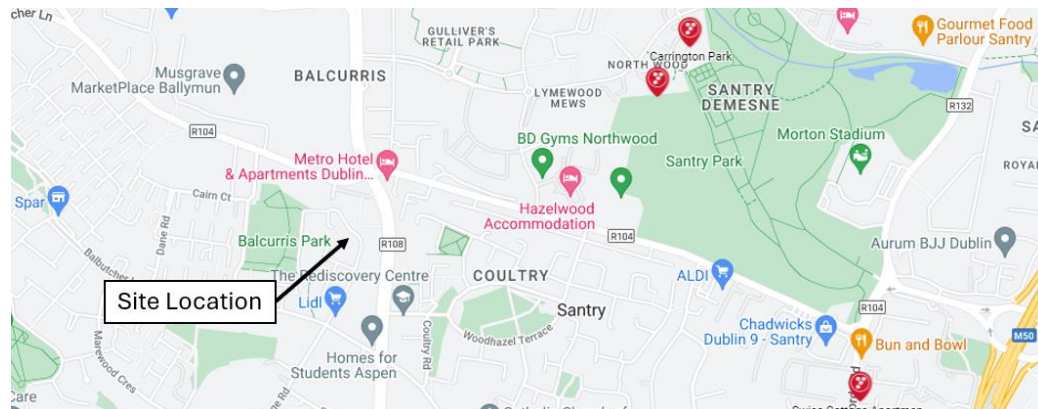 cher Ln
GULLIVER'S
RETAIL PARK
Gourmet Food
Parlour Santry
Carrington Park
NORTH WOOD
Musgrave
MarketPlace Ballymun
BALCURRIS
LYMEWOOD
MEWS
SANTRY
DEMESNE
R132
R104
SA
BD Gyms Northwood
Morton Stadium
Metro Hotel
& Apartments Dublin...
Santry Park
ROYA
Cairn Ct
Spar
Hazelwood
Accommodation
Dane Rd
Balcurris Park
R108
R104
Aurum BJJ Dublin
Balbutcher
The Rediscovery Centre
COULTRY
ALDI
Site Location
Lidl
Santry
R104
Chadwicks
Dublin 9 - Santry
M50
Woodhazel Terrace
Coultry Rd
Bun and Bowl
Marewood Cres
Homes for
Students Aspen
Care